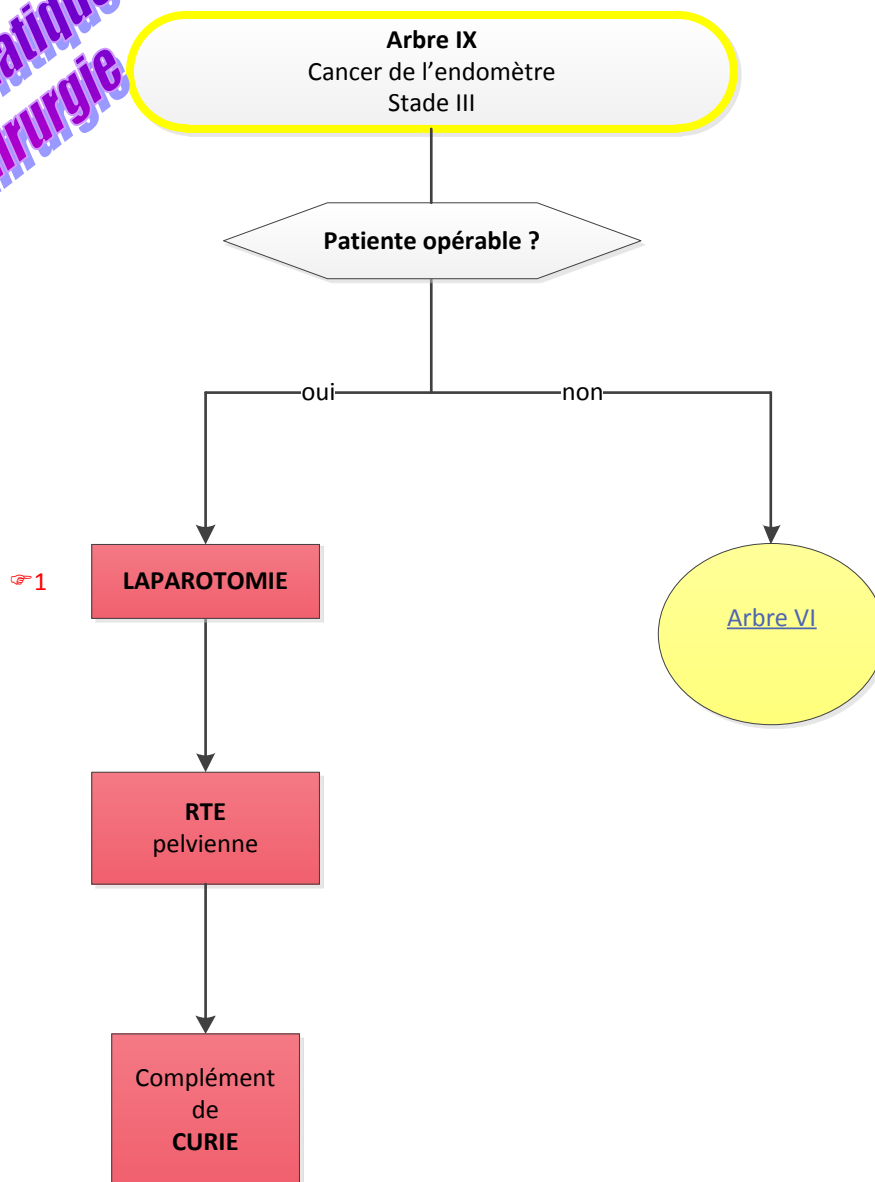 Arbre IX
Cancer de l’endomètre
Stade III
Patiente opérable ?
oui
non
☞1
LAPAROTOMIE
Arbre VI
RTE
pelvienne
Complément
de
CURIE